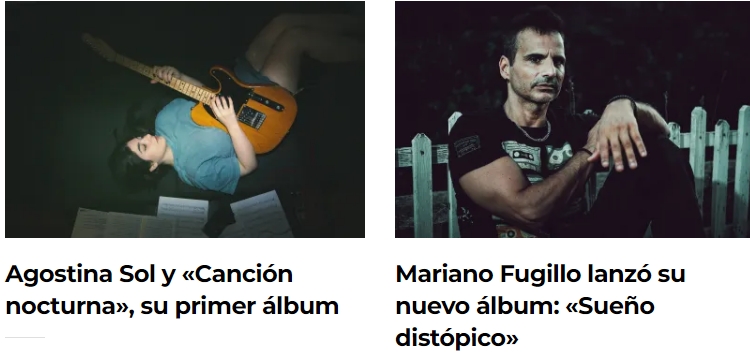 Agostina Sol y «Canción
nocturna», su primer álbum
Mariano Fugillo lanzó su
nuevo álbum: «Sueño
distópico»